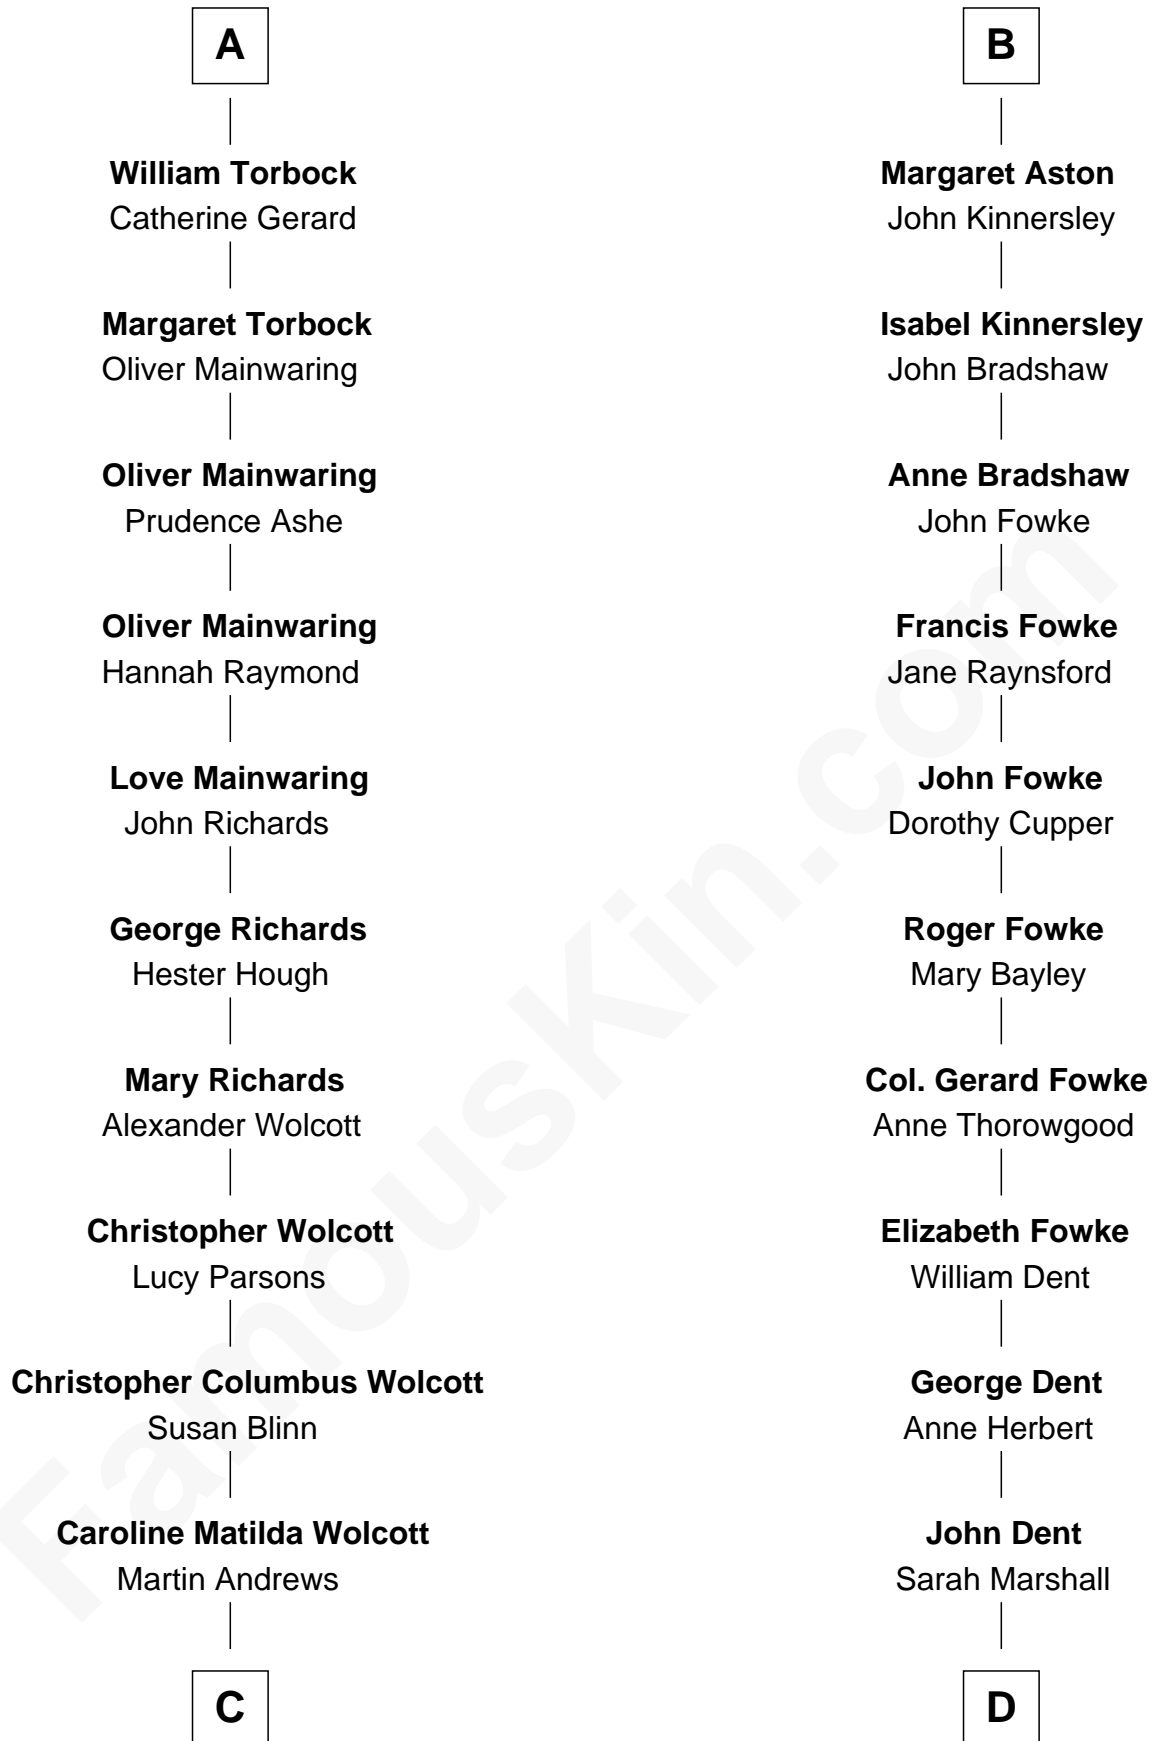 A
William Torbock
Catherine Gerard
Margaret Torbock
Oliver Mainwaring
Oliver Mainwaring
Prudence Ashe
Oliver Mainwaring
Hannah Raymond
Love Mainwaring
John Richards
George Richards
Hester Hough
Mary Richards
Alexander Wolcott
Christopher Wolcott
Lucy Parsons
Christopher Columbus Wolcott
Susan Blinn
Caroline Matilda Wolcott
Martin Andrews
C
B
Margaret Aston
John Kinnersley
Isabel Kinnersley
John Bradshaw
Anne Bradshaw
John Fowke
Francis Fowke
Jane Raynsford
John Fowke
Dorothy Cupper
Roger Fowke
Mary Bayley
Col. Gerard Fowke
Anne Thorowgood
Elizabeth Fowke
William Dent
George Dent
Anne Herbert
John Dent
Sarah Marshall
D
FamousKin.com